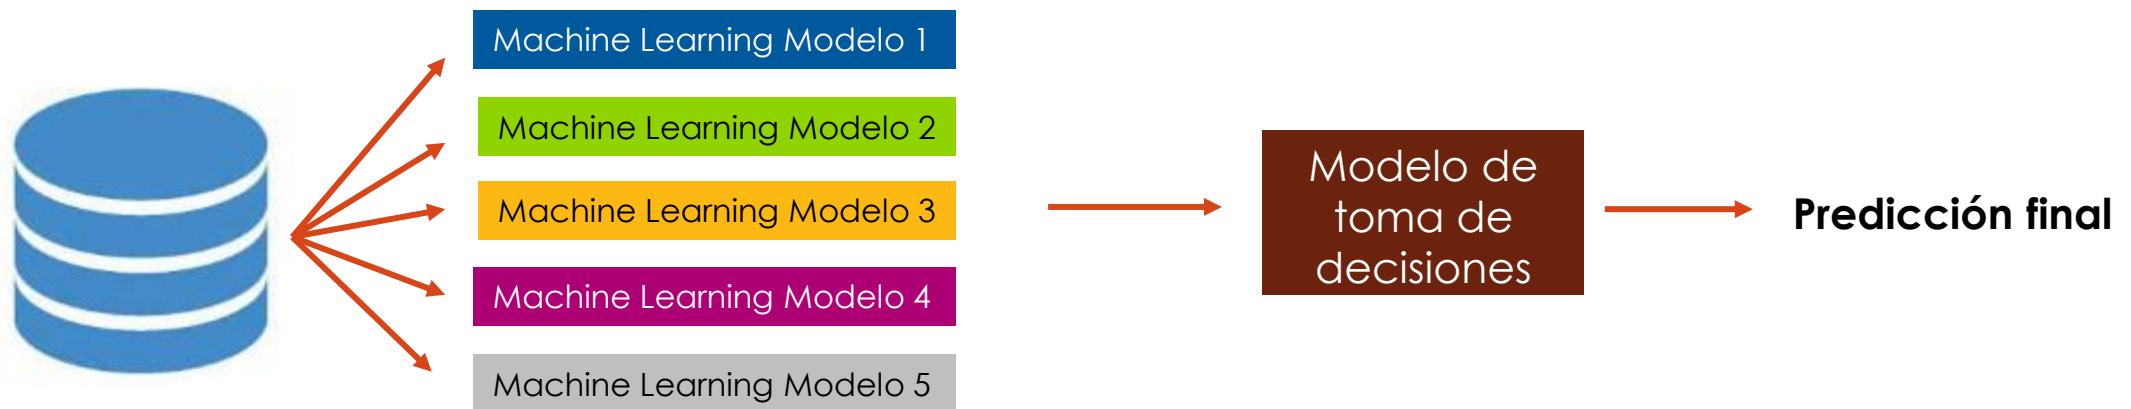 Machine Learning Modelo 1
Machine Learning Modelo 2
Machine Learning Modelo 3
Machine Learning Modelo 4
Machine Learning Modelo 5
Modelo de
toma de
decisiones
Predicción final